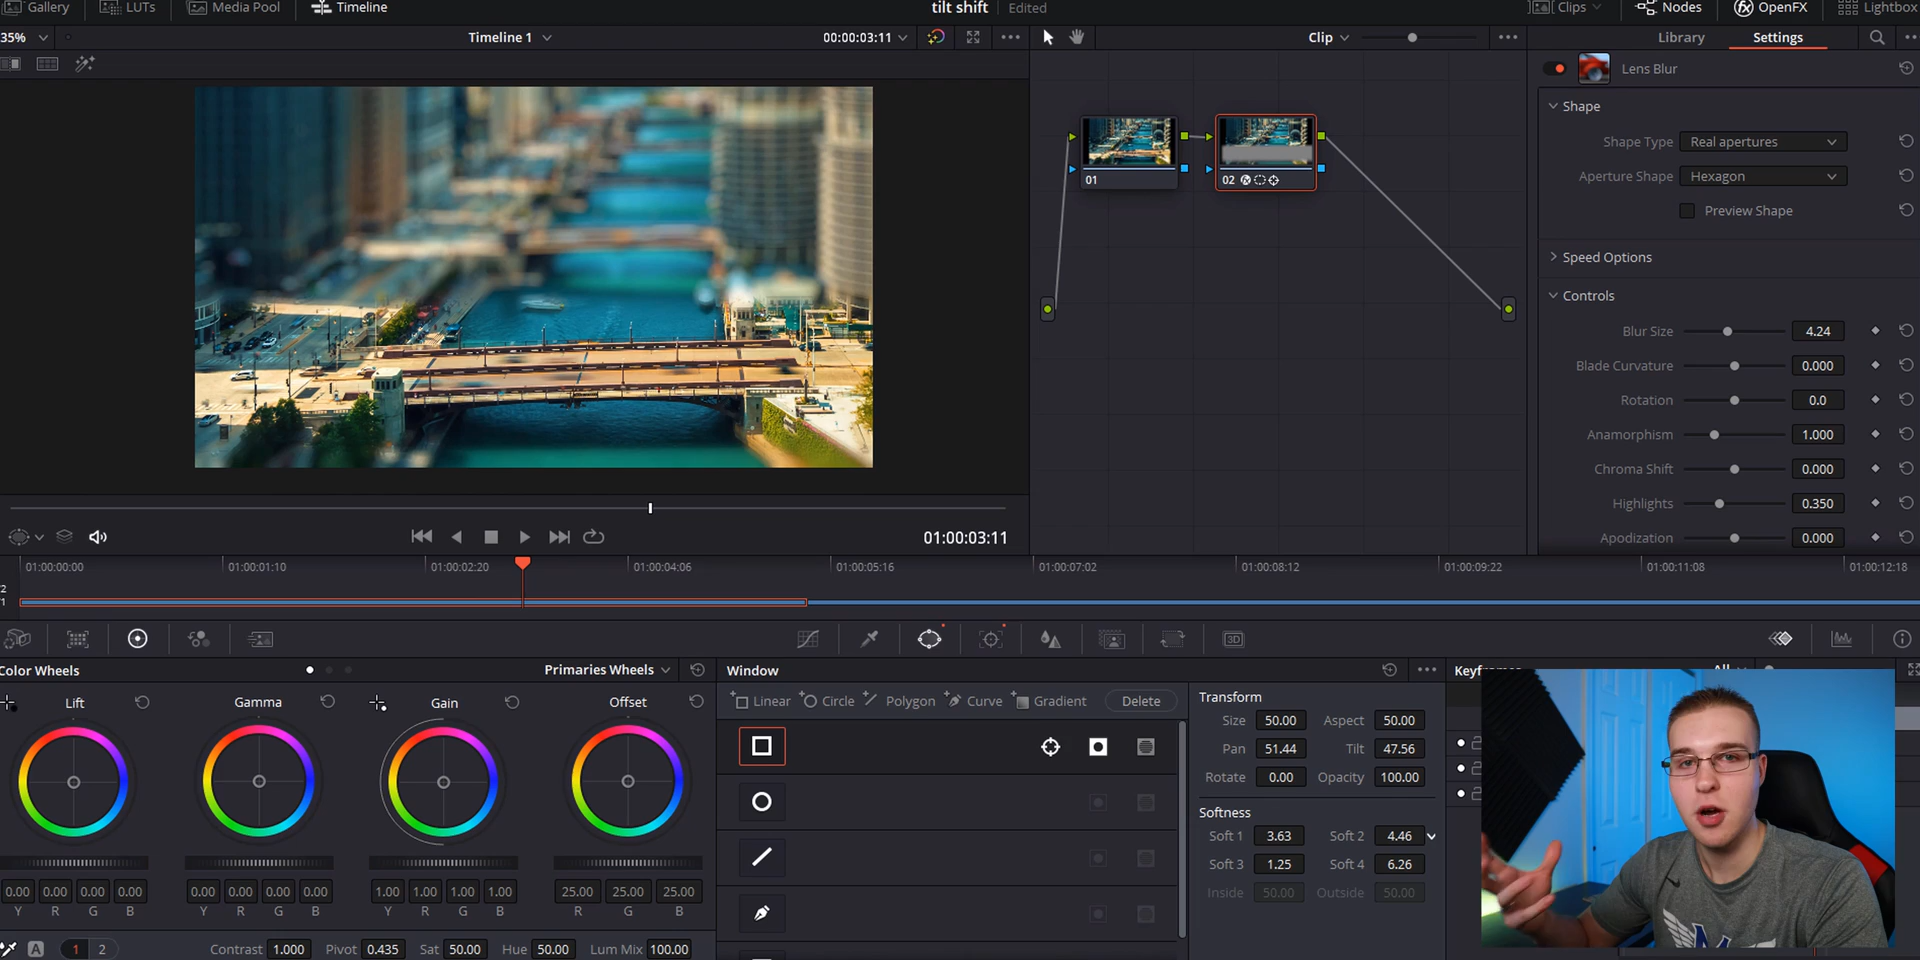 Gallery LUTs Media Pool Timeline tilt shift Edited Clips Nodes fx OpenFX Lightbox
35% Timeline 1 00:00:03:11 Clip Library Settings
Lens Blur
Shape
Shape Type Real apertures
Aperture Shape Hexagon
Preview Shape
Speed Options
Controls
Blur Size 4.24
Blade Curvature 0.000
Rotation 0.0
Anamorphism 1.000
Chroma Shift 0.000
Highlights 0.350
Apodization 0.000
01
02
01:00:03:11
01:00:00:00 01:00:01:10 01:00:02:20 01:00:04:06 01:00:05:16 01:00:07:02 01:00:08:12 01:00:09:22 01:00:11:08 01:00:12:18
3D
Color Wheels Primaries Wheels
Lift Gamma Gain Offset
0.00 0.00 0.00 0.00 0.00 0.00 0.00 0.00 1.00 1.00 1.00 1.00 25.00 25.00 25.00
Y R G B Y R G B Y R G B R G B
A 1 2 Contrast 1.000 Pivot 0.435 Sat 50.00 Hue 50.00 Lum Mix 100.00
Window
Linear Circle Polygon Curve Gradient Delete
Transform
Size 50.00 Aspect 50.00
Pan 51.44 Tilt 47.56
Rotate 0.00 Opacity 100.00
Softness
Soft 1 3.63 Soft 2 4.46
Soft 3 1.25 Soft 4 6.26
Inside 50.00 Outside 50.00
Keyframes All